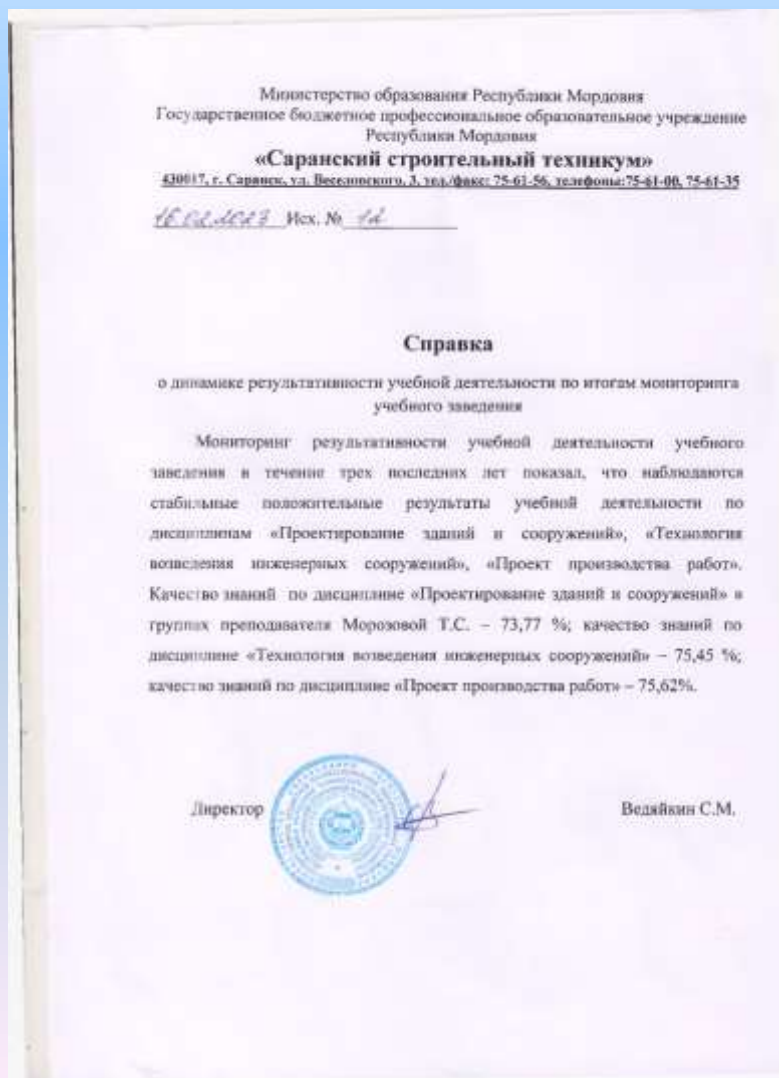 Министерство образования Республики Мордовия
Государственное бюджетное профессиональное образовательное учреждение
Республики Мордовия
«Саранский строительный техникум»
430017, г. Саранск, ул. Веселовского, 3, тел./факс: 75-61-56, телефоны:75-61-00, 75-61-35
16.02.2023 Исх. № 12
Справка
о динамике результативности учебной деятельности по итогам мониторинга
учебного заведения
Мониторинг результативности учебной деятельности учебного
заведения в течение трех последних лет показал, что наблюдаются
стабильные положительные результаты учебной деятельности по
дисциплинам «Проектирование зданий и сооружений», «Технология
возведения инженерных сооружений», «Проект производства работ».
Качество знаний по дисциплине «Проектирование зданий и сооружений» в
группах преподавателя Морозовой Т.С. – 73,77 %; качество знаний по
дисциплине «Технология возведения инженерных сооружений» – 75,45 %;
качество знаний по дисциплине «Проект производства работ» – 75,62%.
Директор
Ведяйкин С.М.